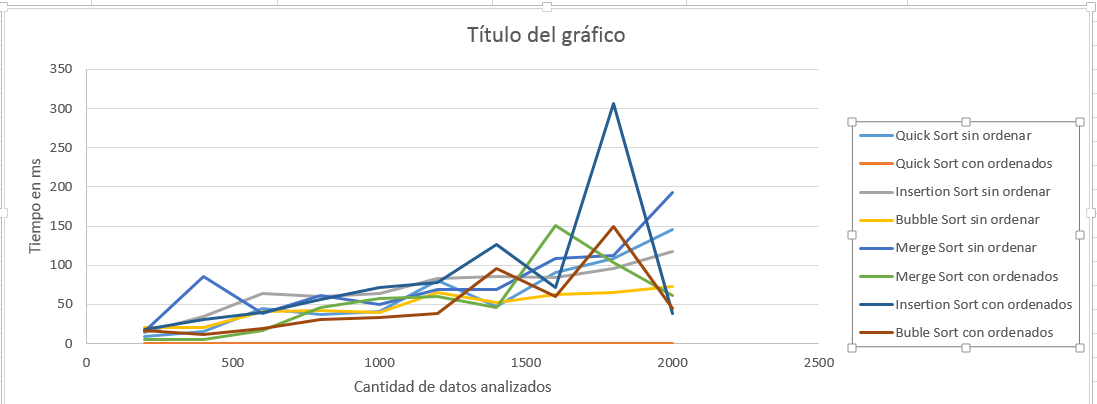 Título del gráfico
350
300
250
200
150
100
50
0
Tiempo en ms
0
500
1000
1500
2000
2500
Cantidad de datos analizados
Quick Sort sin ordenar
Quick Sort con ordenados
Insertion Sort sin ordenar
Bubble Sort sin ordenar
Merge Sort sin ordenar
Merge Sort con ordenados
Insertion Sort con ordenados
Buble Sort con ordenados